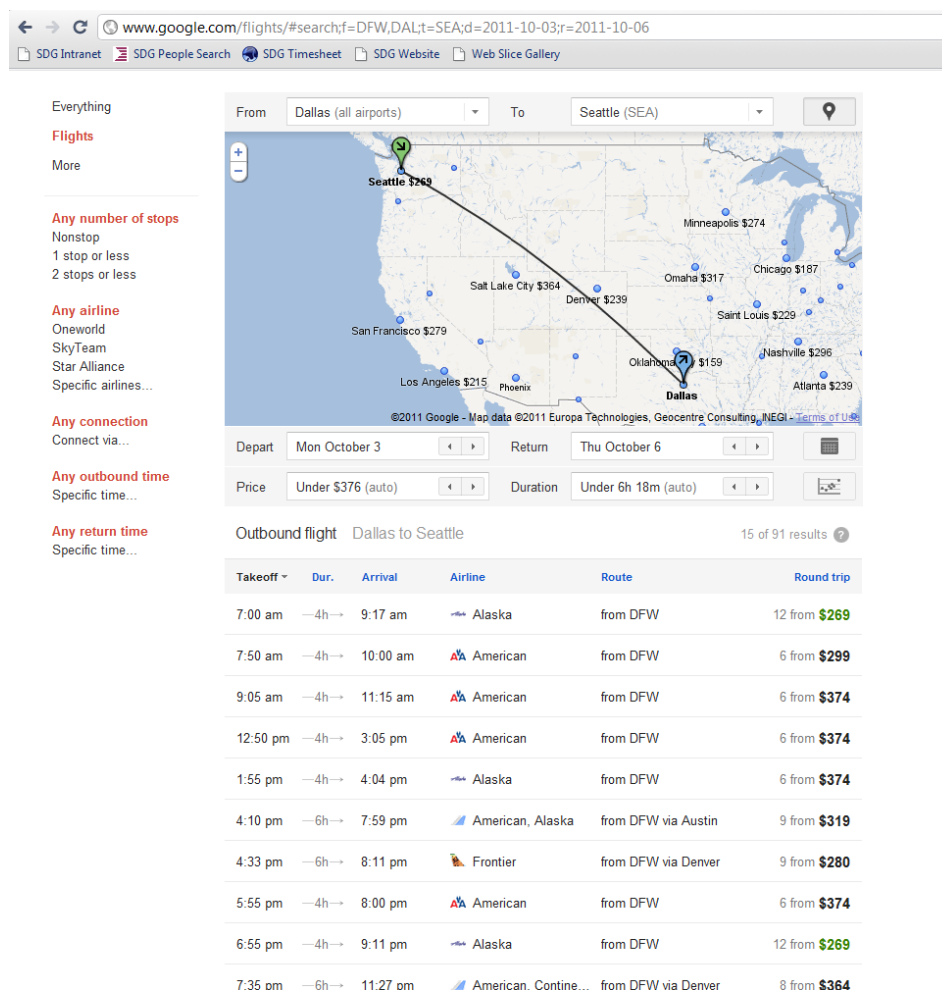 www.google.com/flights/#search;f=DFW,DAL;t=SEA;d=2011-10-03;r=2011-10-06
SDG Intranet SDG People Search SDG Timesheet SDG Website Web Slice Gallery
Everything
Flights
More
Any number of stops
Nonstop
1 stop or less
2 stops or less
Any airline
Oneworld
SkyTeam
Star Alliance
Specific airlines...
Any connection
Connect via...
Any outbound time
Specific time...
Any return time
Specific time...
From Dallas (all airports) To Seattle (SEA)
+
−
Seattle $269
Minneapolis $274
Chicago $187
Omaha $317
Salt Lake City $364
Denver $239
Saint Louis $229
San Francisco $279
Nashville $296
Oklahoma $159
Los Angeles $215
Phoenix
Atlanta $239
Dallas
©2011 Google - Map data ©2011 Europa Technologies, Geocentre Consulting, INEGI - Terms of Use
Depart Mon October 3 Return Thu October 6
Price Under $376 (auto) Duration Under 6h 18m (auto)
Outbound flight Dallas to Seattle 15 of 91 results ?
Takeoff Dur. Arrival Airline Route Round trip
7:00 am 4h 9:17 am Alaska from DFW 12 from $269
7:50 am 4h 10:00 am AA American from DFW 6 from $299
9:05 am 4h 11:15 am AA American from DFW 6 from $374
12:50 pm 4h 3:05 pm AA American from DFW 6 from $374
1:55 pm 4h 4:04 pm Alaska from DFW 6 from $374
4:10 pm 6h 7:59 pm American, Alaska from DFW via Austin 9 from $319
4:33 pm 6h 8:11 pm Frontier from DFW via Denver 9 from $280
5:55 pm 4h 8:00 pm AA American from DFW 6 from $374
6:55 pm 4h 9:11 pm Alaska from DFW 12 from $269
7:35 pm 6h 11:27 pm American, Contine... from DFW via Denver 8 from $364